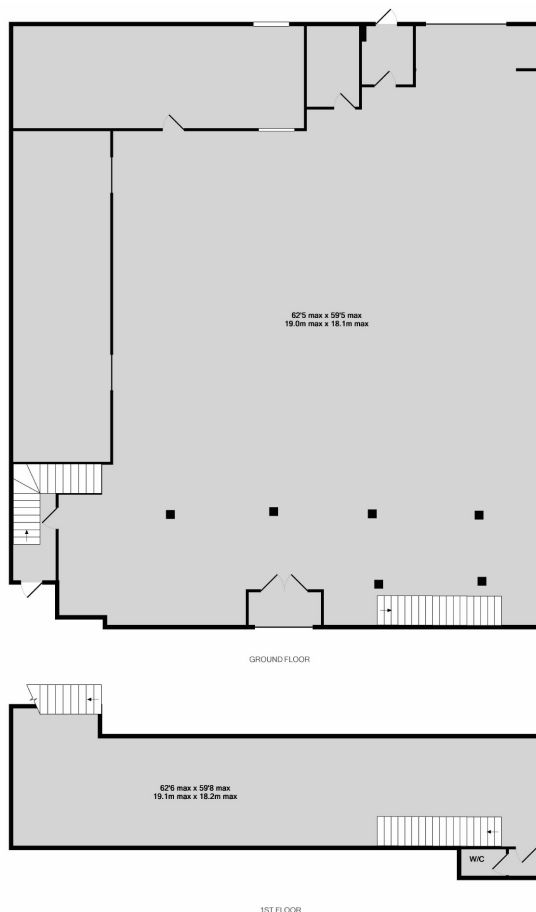 62'5 max x 59'5 max
19.0m max x 18.1m max
GROUND FLOOR
62'6 max x 59'8 max
19.1m max x 18.2m max
W/C
1ST FLOOR